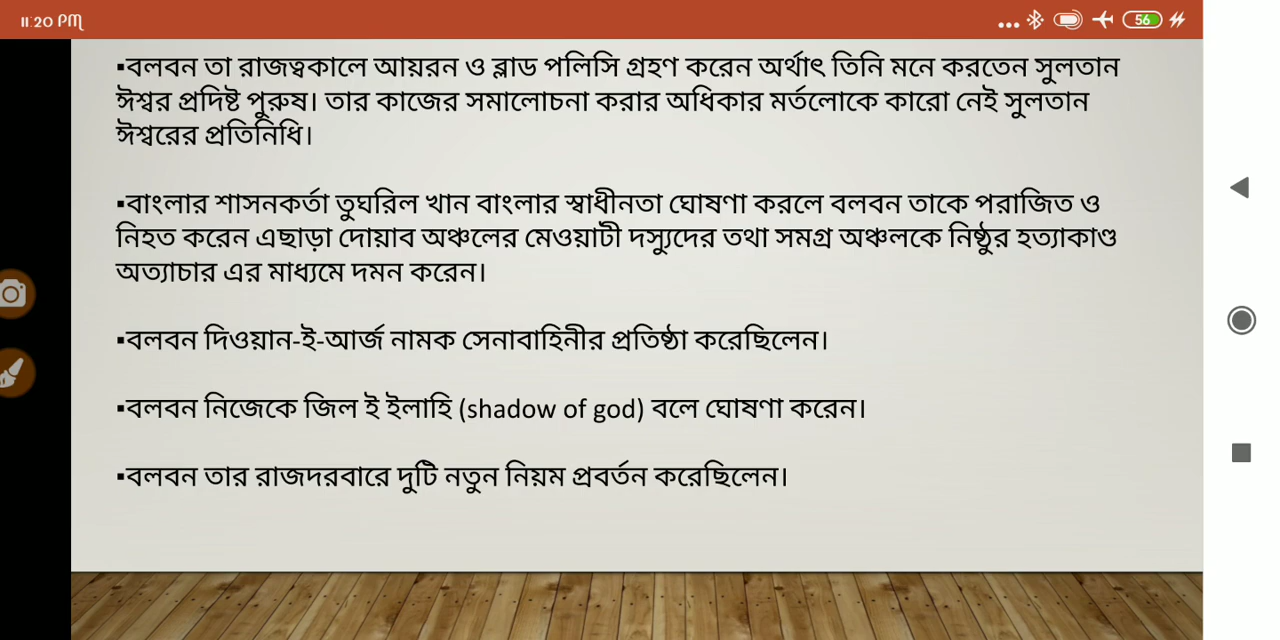 11:20 PM
56
▪বলবন তা রাজত্বকালে আয়রন ও ব্লাড পলিসি গ্রহণ করেন অর্থাৎ তিনি মনে করতেন সুলতান
ঈশ্বর প্রদিষ্ট পুরুষ। তার কাজের সমালোচনা করার অধিকার মর্তলোকে কারো নেই সুলতান
ঈশ্বরের প্রতিনিধি।
▪বাংলার শাসনকর্তা তুঘরিল খান বাংলার স্বাধীনতা ঘোষণা করলে বলবন তাকে পরাজিত ও
নিহত করেন এছাড়া দোয়াব অঞ্চলের মেওয়াটী দস্যুদের তথা সমগ্র অঞ্চলকে নিষ্ঠুর হত্যাকাণ্ড
অত্যাচার এর মাধ্যমে দমন করেন।
▪বলবন দিওয়ান-ই-আর্জ নামক সেনাবাহিনীর প্রতিষ্ঠা করেছিলেন।
▪বলবন নিজেকে জিল ই ইলাহি (shadow of god) বলে ঘোষণা করেন।
▪বলবন তার রাজদরবারে দুটি নতুন নিয়ম প্রবর্তন করেছিলেন।